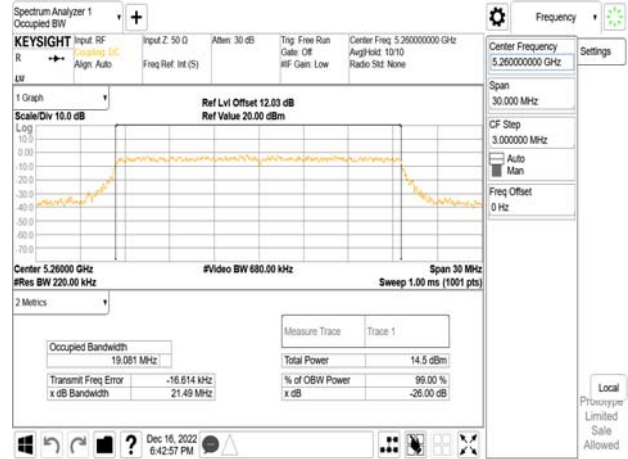 Spectrum Analyzer 1
Occupied BW
KEYSIGHT
R
Input: RF
Coupling: DC
Align: Auto
Input Z: 50 Ω
Freq Ref: Int (S)
Atten: 30 dB
Trig: Free Run
Gate: Off
#IF Gain: Low
Center Freq: 5.260000000 GHz
Avg|Hold: 10/10
Radio Std: None
1 Graph
Scale/Div 10.0 dB
Ref Lvl Offset 12.03 dB
Ref Value 20.00 dBm
Log
10.0
0.00
-10.0
-20.0
-30.0
-40.0
-50.0
-60.0
-70.0
Center 5.26000 GHz
#Res BW 220.00 kHz
#Video BW 680.00 kHz
Span 30 MHz
Sweep 1.00 ms (1001 pts)
2 Metrics
Measure Trace
Trace 1
Occupied Bandwidth
19.081 MHz
Total Power
14.5 dBm
Transmit Freq Error
-16.614 kHz
% of OBW Power
99.00 %
x dB Bandwidth
21.49 MHz
x dB
-26.00 dB
Dec 16, 2022
6:42:57 PM
Frequency
Settings
Center Frequency
5.260000000 GHz
Span
30.000 MHz
CF Step
3.000000 MHz
Auto
Man
Freq Offset
0 Hz
Local
Prototype
Limited
Sale
Allowed